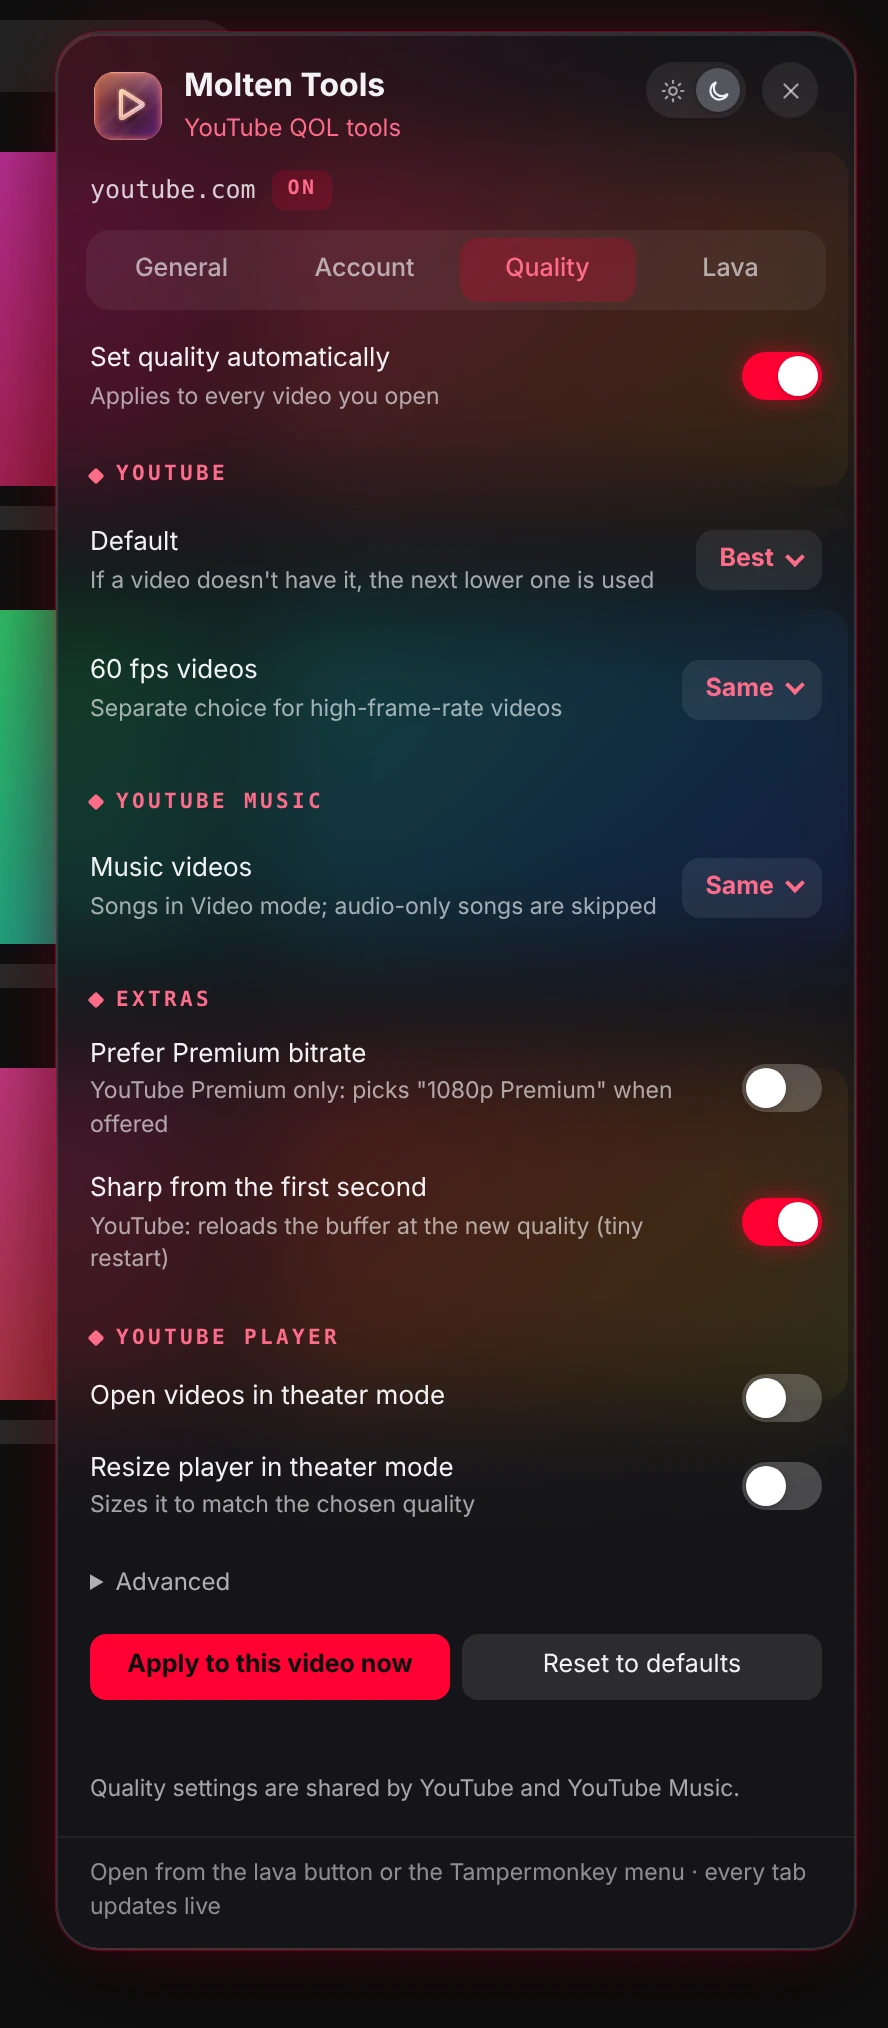 Molten Tools
YouTube QOL tools
youtube.com ON
General Account Quality Lava
Set quality automatically
Applies to every video you open
YOUTUBE
Default
If a video doesn't have it, the next lower one is used
Best
60 fps videos
Separate choice for high-frame-rate videos
Same
YOUTUBE MUSIC
Music videos
Songs in Video mode; audio-only songs are skipped
Same
EXTRAS
Prefer Premium bitrate
YouTube Premium only: picks "1080p Premium" when
offered
Sharp from the first second
YouTube: reloads the buffer at the new quality (tiny
restart)
YOUTUBE PLAYER
Open videos in theater mode
Resize player in theater mode
Sizes it to match the chosen quality
Advanced
Apply to this video now Reset to defaults
Quality settings are shared by YouTube and YouTube Music.
Open from the lava button or the Tampermonkey menu · every tab
updates live